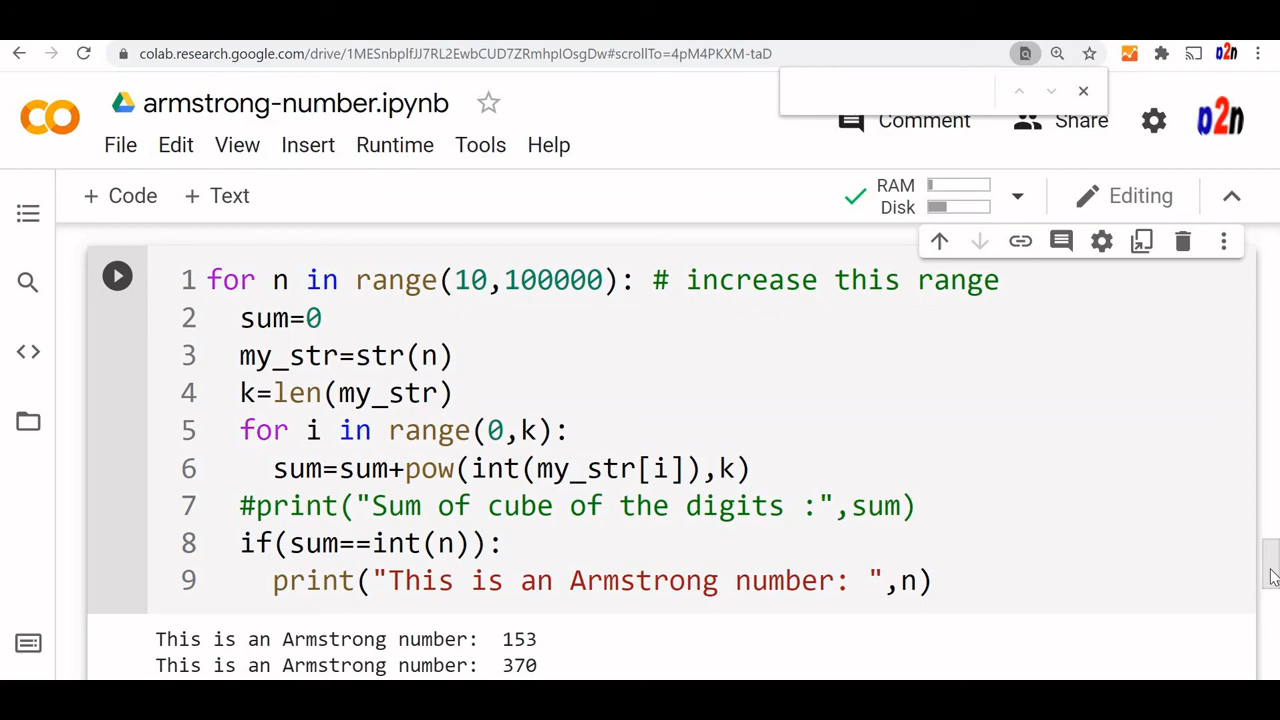 colab.research.google.com/drive/1MESnbplfJJ7RL2EwbCUD7ZRmhpIOsgDw#scrollTo=4pM4PKXM-taD
armstrong-number.ipynb
Comment Share
File Edit View Insert Runtime Tools Help
+ Code + Text
RAM
Disk
Editing
1 for n in range(10,100000): # increase this range
2 sum=0
3 my_str=str(n)
4 k=len(my_str)
5 for i in range(0,k):
6 sum=sum+pow(int(my_str[i]),k)
7 #print("Sum of cube of the digits :",sum)
8 if(sum==int(n)):
9 print("This is an Armstrong number: ",n)
This is an Armstrong number:  153
This is an Armstrong number:  370